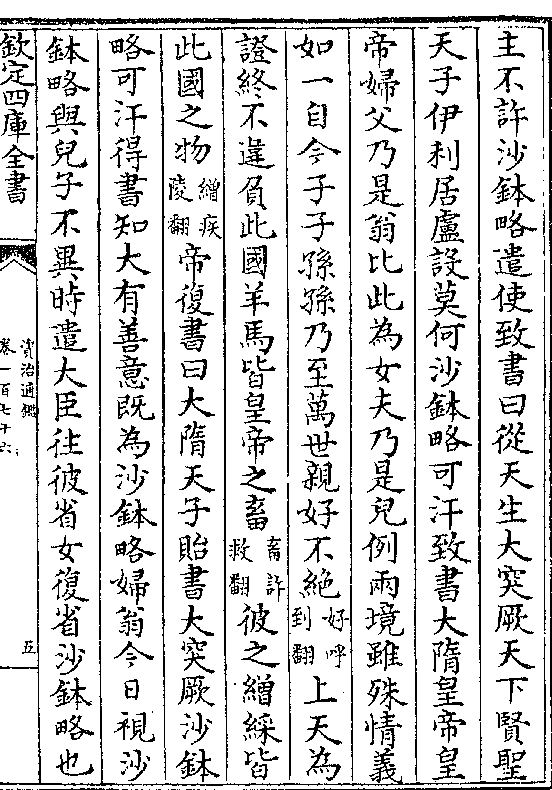 主不許沙鉢略遣使致書曰從天生大突厥天下賢聖
天子伊利居盧設莫何沙鉢略可汗致書大隋皇帝皇
帝婦父乃是翁比此為女夫乃是兒例兩境雖殊情義
如一自今子子孫孫乃至萬世親好不絶好呼到翻上天為
證終不違負此國羊馬皆皇帝之畜畜許救翻彼之繒綵皆
此國之物繒疾陵翻帝復書曰大隋天子貽書大突厥沙鉢
略可汗得書知大有善意既為沙鉢略婦翁今日視沙
鉢略與兒子不異時遣大臣往彼省女復省沙鉢略也
欽定四庫全書
資治通鑑
卷一百七十六
五